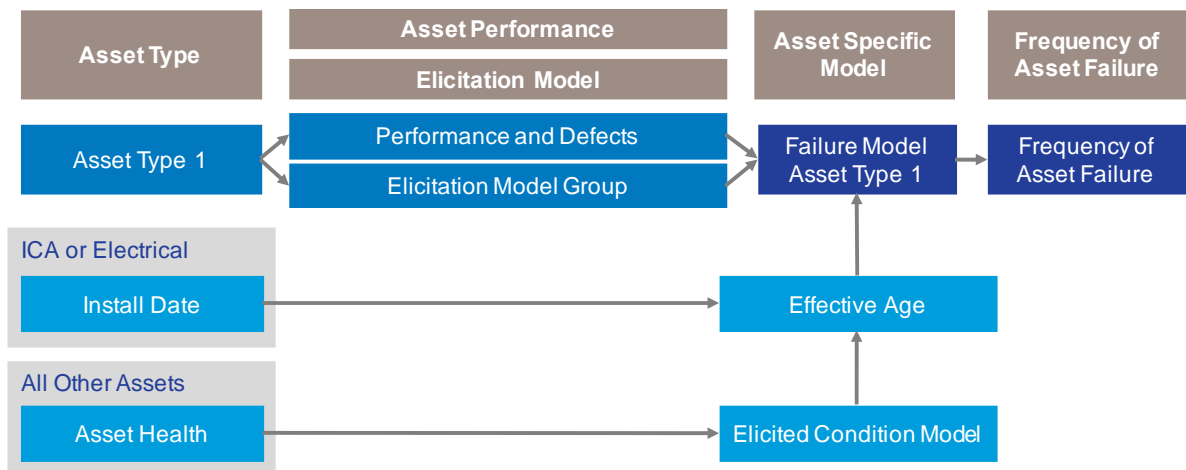 Asset Type
Asset Performance
Elicitation Model
Asset Specific
Model
Frequency of
Asset Failure
Asset Type 1
Performance and Defects
Elicitation Model Group
Failure Model
Asset Type 1
Frequency of
Asset Failure
ICA or Electrical
Install Date
Effective Age
All Other Assets
Asset Health
Elicited Condition Model